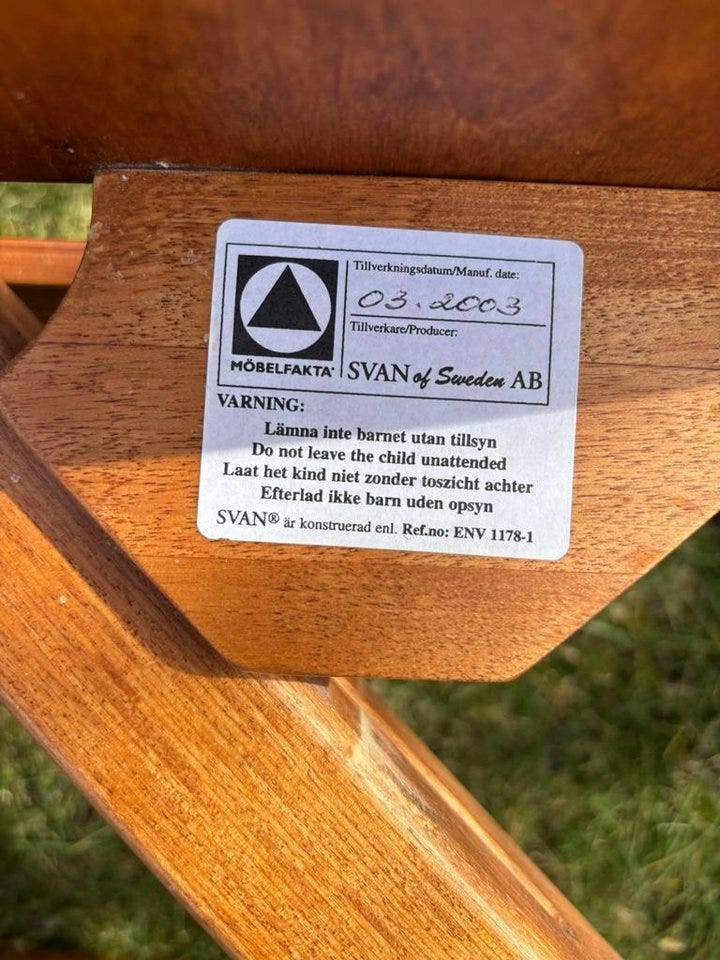 Tillverkningsdatum/Manuf. date:
03.2003
Tillverkare/Producer:
MÖBELFAKTA®
SVAN of Sweden AB
VARNING:
Lämna inte barnet utan tillsyn
Do not leave the child unattended
Laat het kind niet zonder toszicht achter
Efterlad ikke barn uden opsyn
SVAN® är konstruerad enl. Ref.no: ENV 1178-1